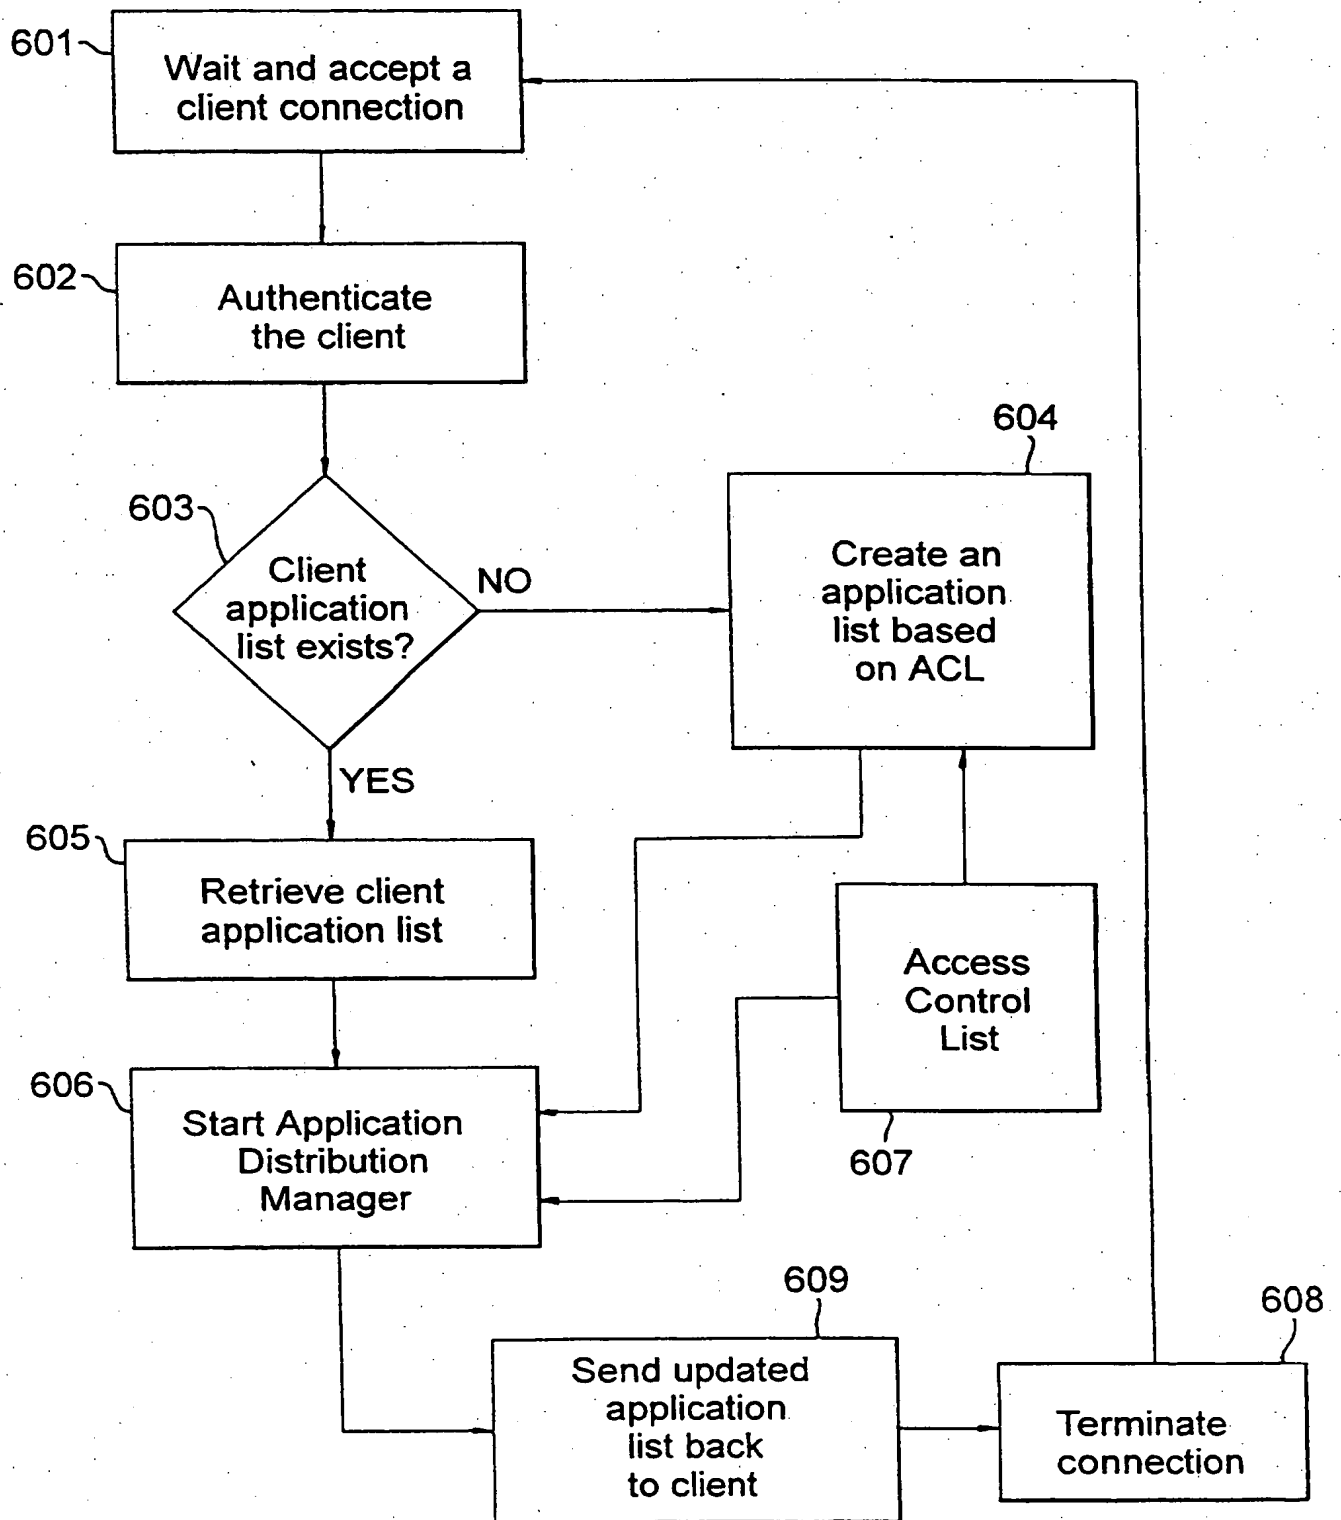 601
Wait and accept a
client connection
602
Authenticate
the client
603
Client
application
list exists?
NO
YES
604
Create an
application
list based
on ACL
605
Retrieve client
application list
Access
Control
List
607
606
Start Application
Distribution
Manager
609
Send updated
application
list back
to client
608
Terminate
connection